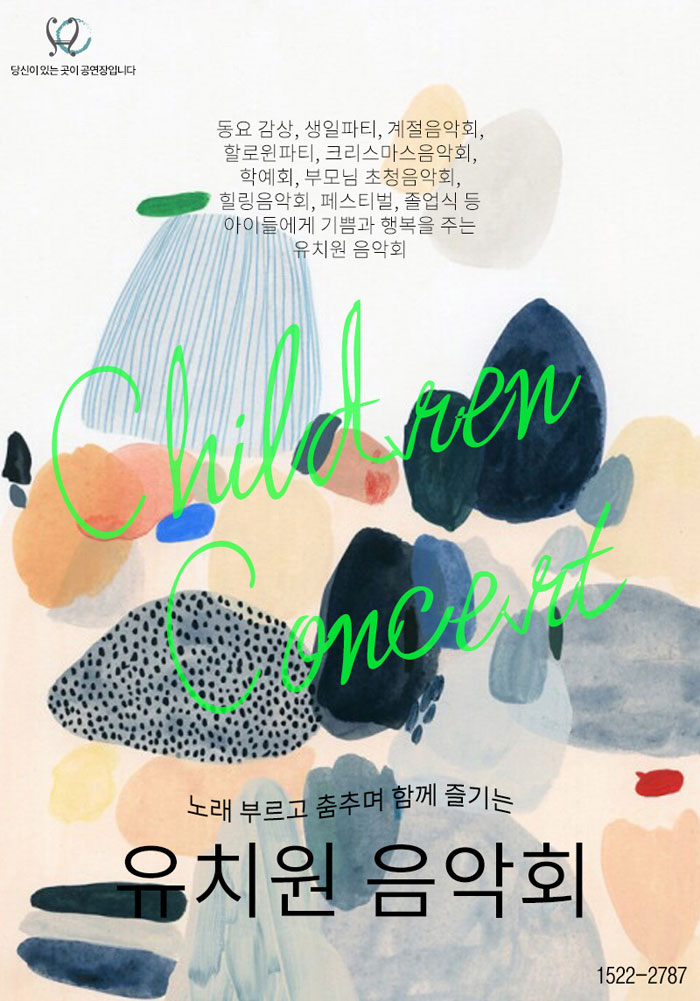 당신이 있는 곳이 공연장입니다
동요 감상, 생일파티, 계절음악회,
할로윈파티, 크리스마스음악회,
학예회, 부모님 초청음악회,
힐링음악회, 페스티벌, 졸업식 등
아이들에게 기쁨과 행복을 주는
유치원 음악회
Children
Concert
노래 부르고 춤추며 함께 즐기는
유치원 음악회
1522-2787